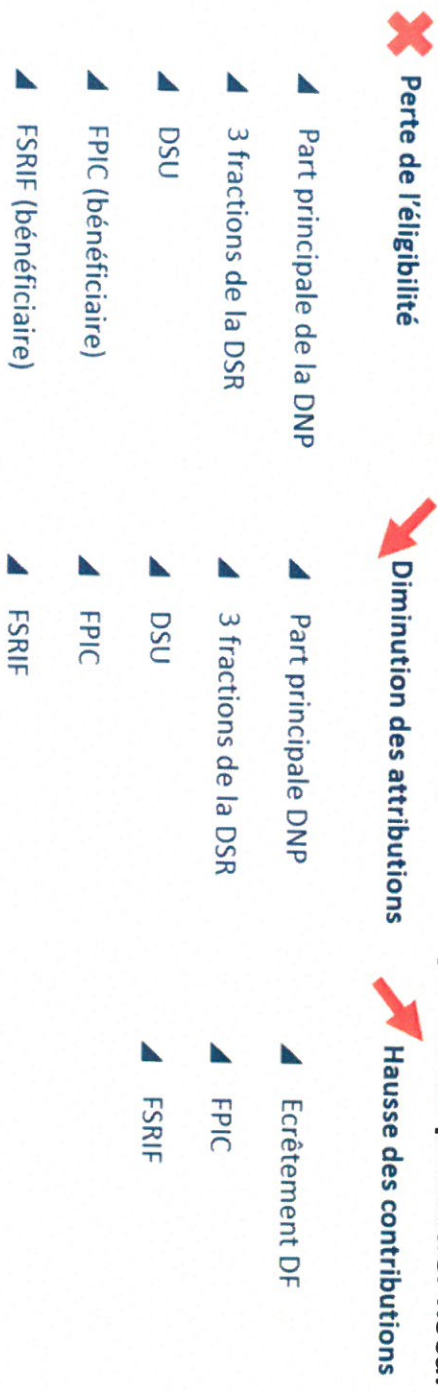 Perte de l'éligibilité
Part principale de la DNP
3 fractions de la DSR
DSU
FPIC (bénéficiaire)
FSRIF (bénéficiaire)
Diminution des attributions
Part principale DNP
3 fractions de la DSR
DSU
FPIC
FSRIF
Hausse des contributions
Ecrêtement DF
FPIC
FSRIF